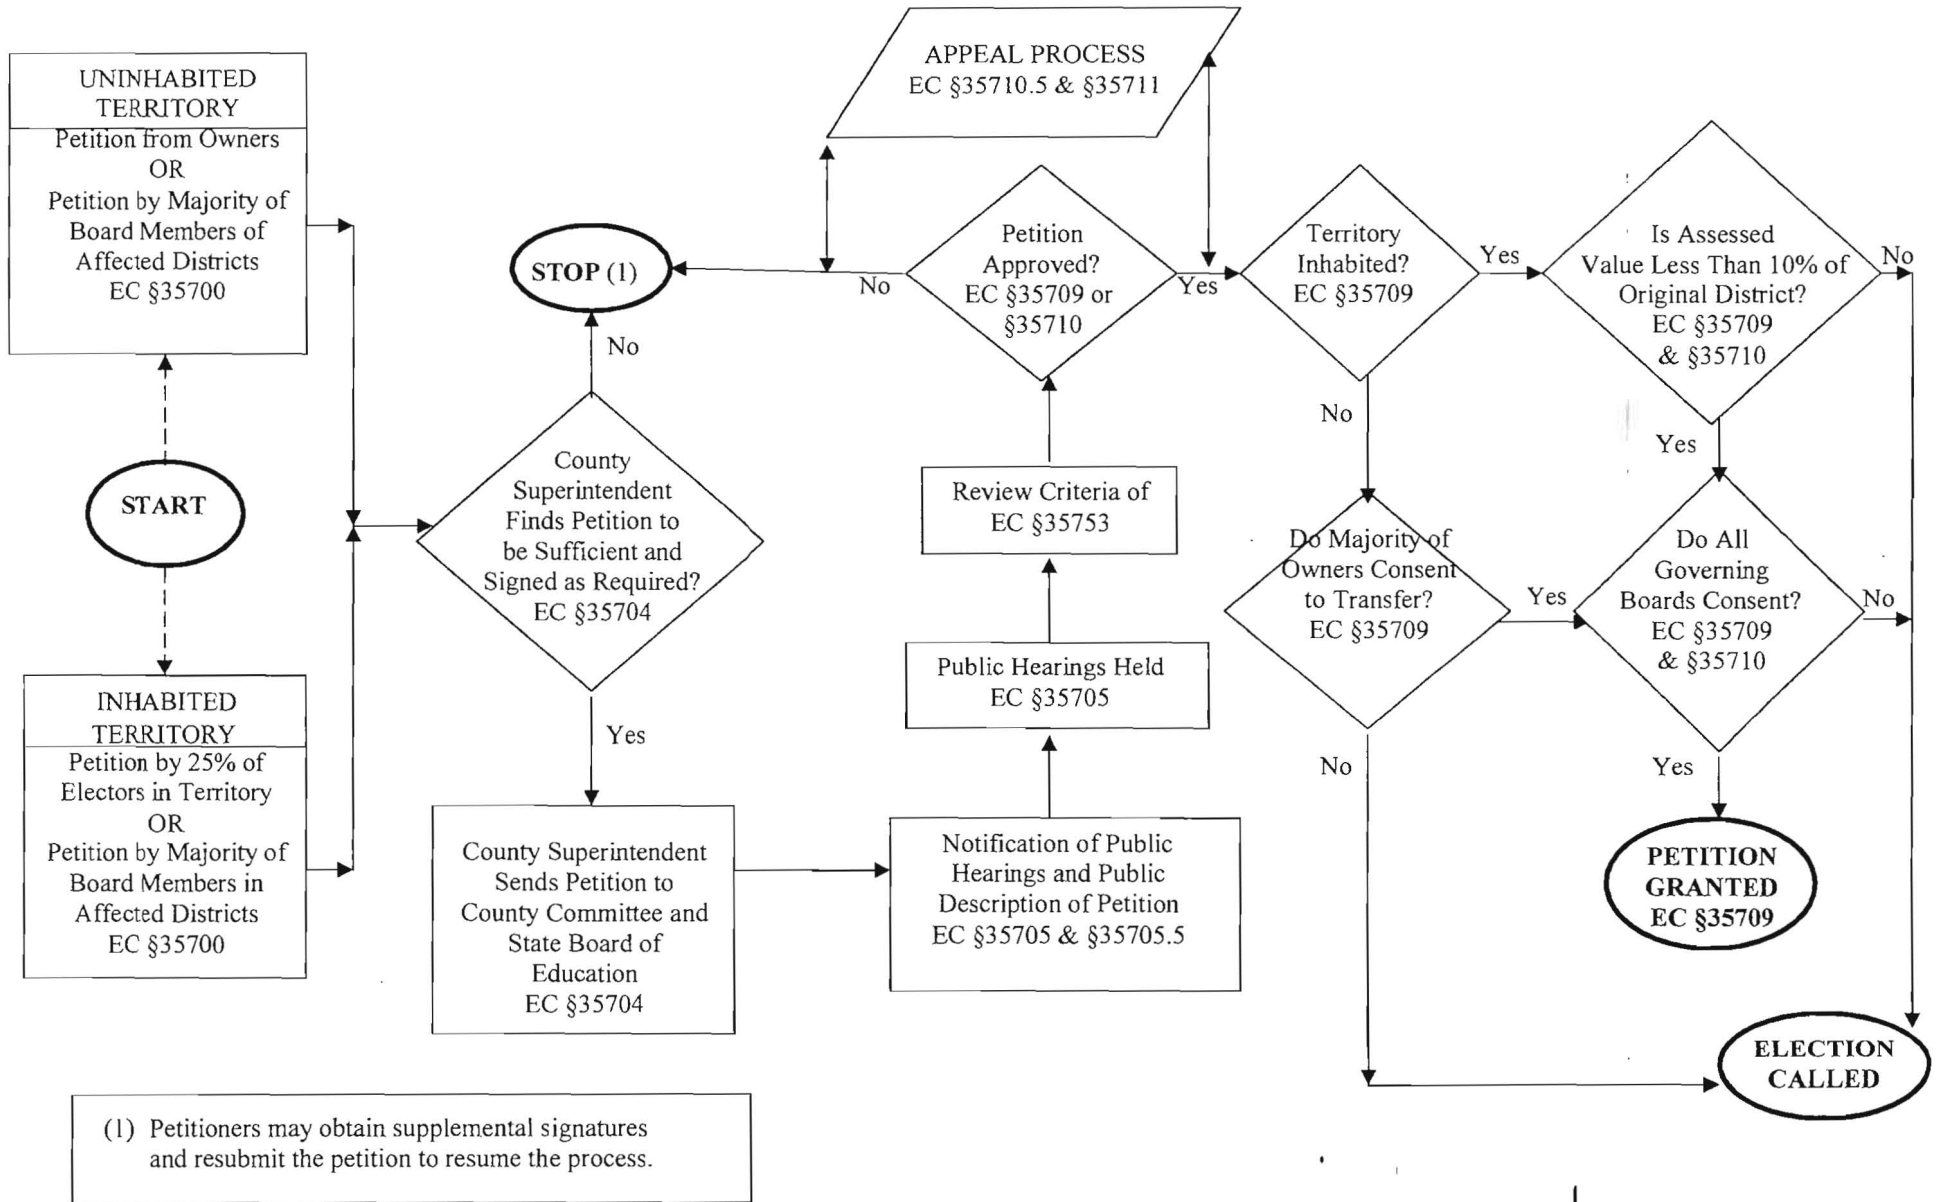 UNINHABITED
TERRITORY
Petition from Owners
OR
Petition by Majority of
Board Members of
Affected Districts
EC §35700
START
INHABITED
TERRITORY
Petition by 25% of
Electors in Territory
OR
Petition by Majority of
Board Members in
Affected Districts
EC §35700
STOP (1)
No
County
Superintendent
Finds Petition to
be Sufficient and
Signed as Required?
EC §35704
Yes
County Superintendent
Sends Petition to
County Committee and
State Board of
Education
EC §35704
Notification of Public
Hearings and Public
Description of Petition
EC §35705 & §35705.5
Public Hearings Held
EC §35705
Review Criteria of
EC §35753
Petition
Approved?
EC §35709 or
§35710
No
Yes
APPEAL PROCESS
EC §35710.5 & §35711
Territory
Inhabited?
EC §35709
Yes
No
Is Assessed
Value Less Than 10% of
Original District?
EC §35709
& §35710
No
Yes
Do Majority of
Owners Consent
to Transfer?
EC §35709
Yes
No
Do All
Governing
Boards Consent?
EC §35709
& §35710
No
Yes
PETITION
GRANTED
EC §35709
ELECTION
CALLED
(1) Petitioners may obtain supplemental signatures
and resubmit the petition to resume the process.